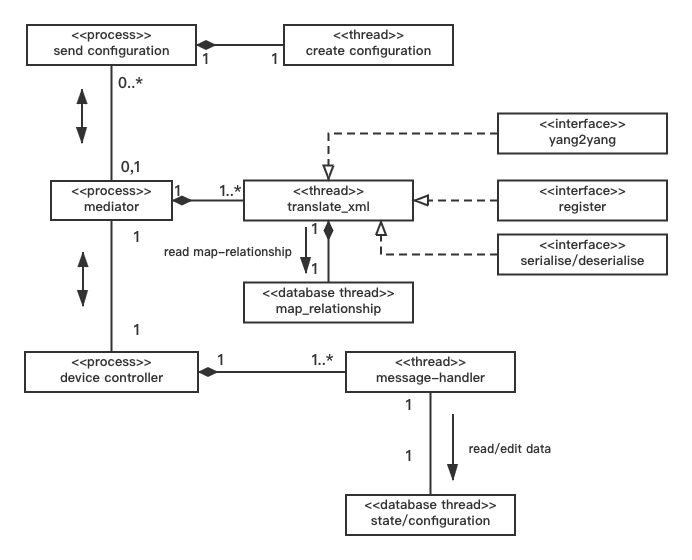 <<process>>
send configuration
<<thread>>
create configuration
1
1
0..*
0,1
<<interface>>
yang2yang
<<process>>
mediator
1
1..*
<<thread>>
translate_xml
<<interface>>
register
1
1
read map-relationship
1
<<interface>>
serialise/deserialise
<<database thread>>
map_relationship
1
<<process>>
device controller
1
1..*
<<thread>>
message-handler
1
1
read/edit data
<<database thread>>
state/configuration